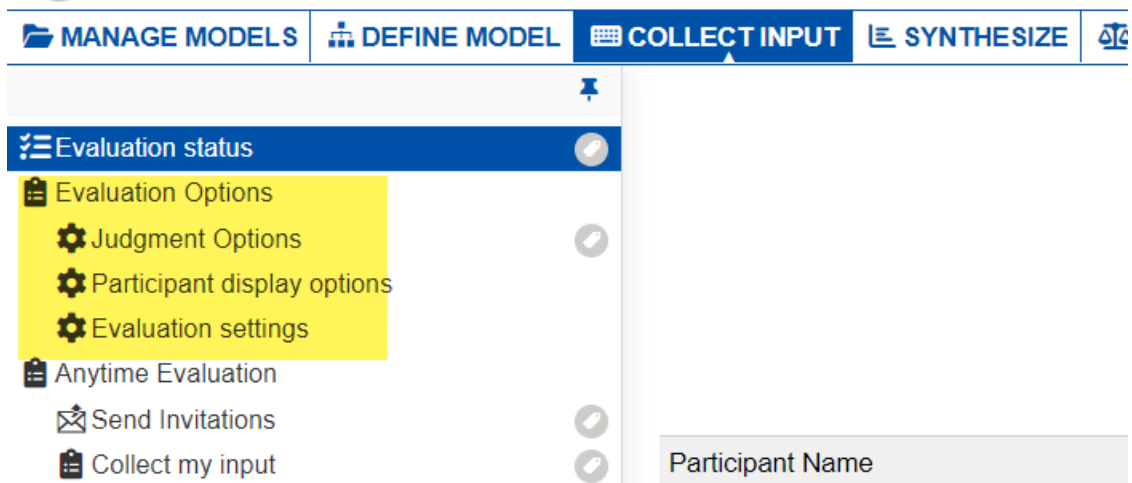 MANAGE MODELS DEFINE MODEL COLLECT INPUT SYNTHESIZE
Evaluation status
Evaluation Options
Judgment Options
Participant display options
Evaluation settings
Anytime Evaluation
Send Invitations
Collect my input
Participant Name